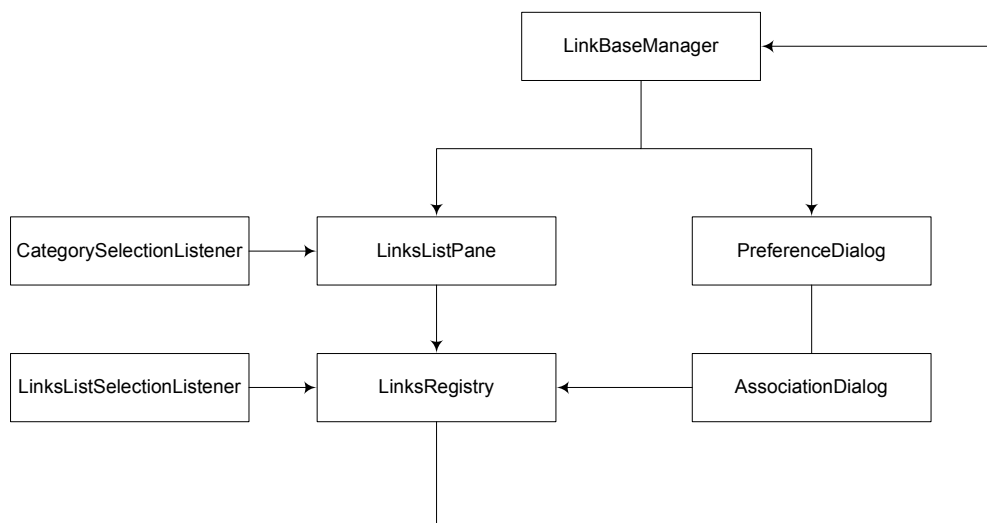 LinkBaseManager
CategorySelectionListener
LinksListPane
PreferenceDialog
LinksListSelectionListener
LinksRegistry
AssociationDialog